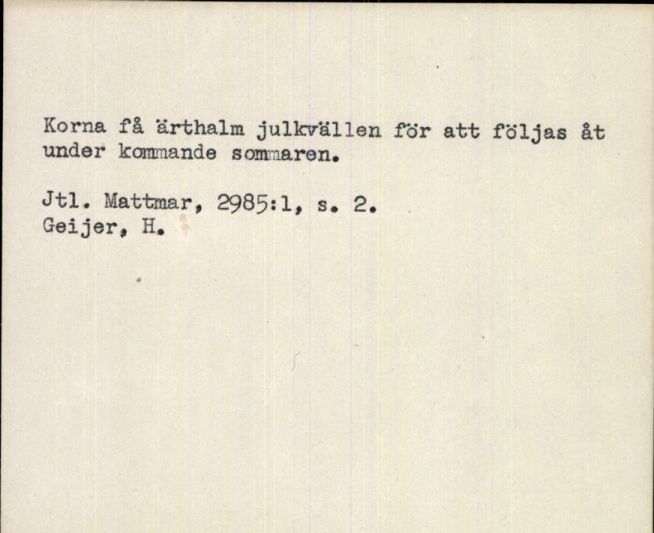 Korna få ärthalm julkvällen för att följas åt
under kommande sommaren.
Jtl. Mattmar, 2985:1, s. 2.
Geijer, H.